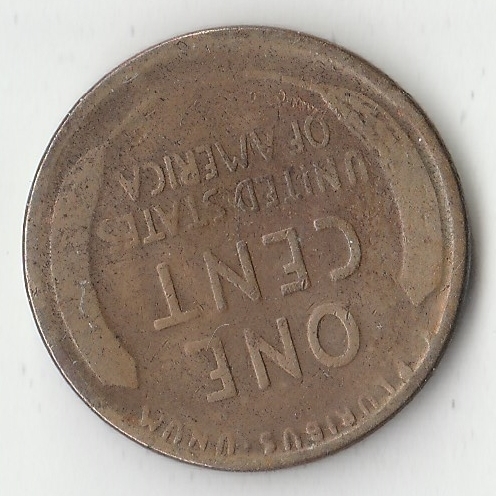 PLURIBUS · UNUM
ONE
CENT
UNITED STATES
OF AMERICA